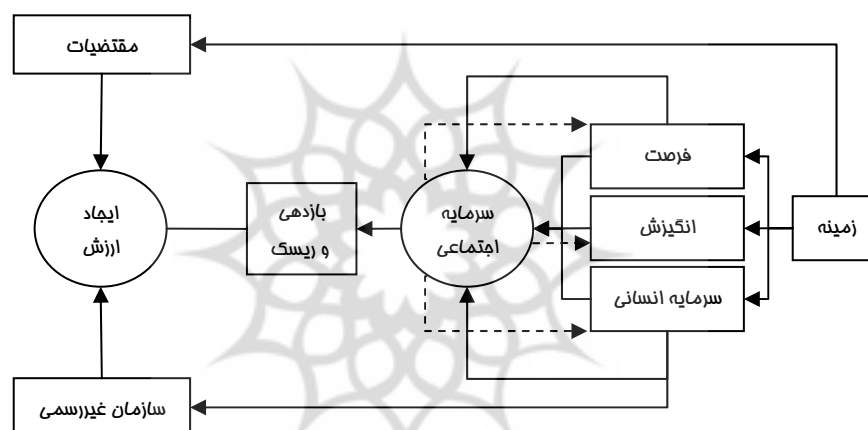 مقتضیات
فرصت
ایجاد
ارزش
بازدهی
و ریسک
سرمایه
اجتماعی
انگیزش
زمینه
سرمایه انسانی
سازمان غیررسمی